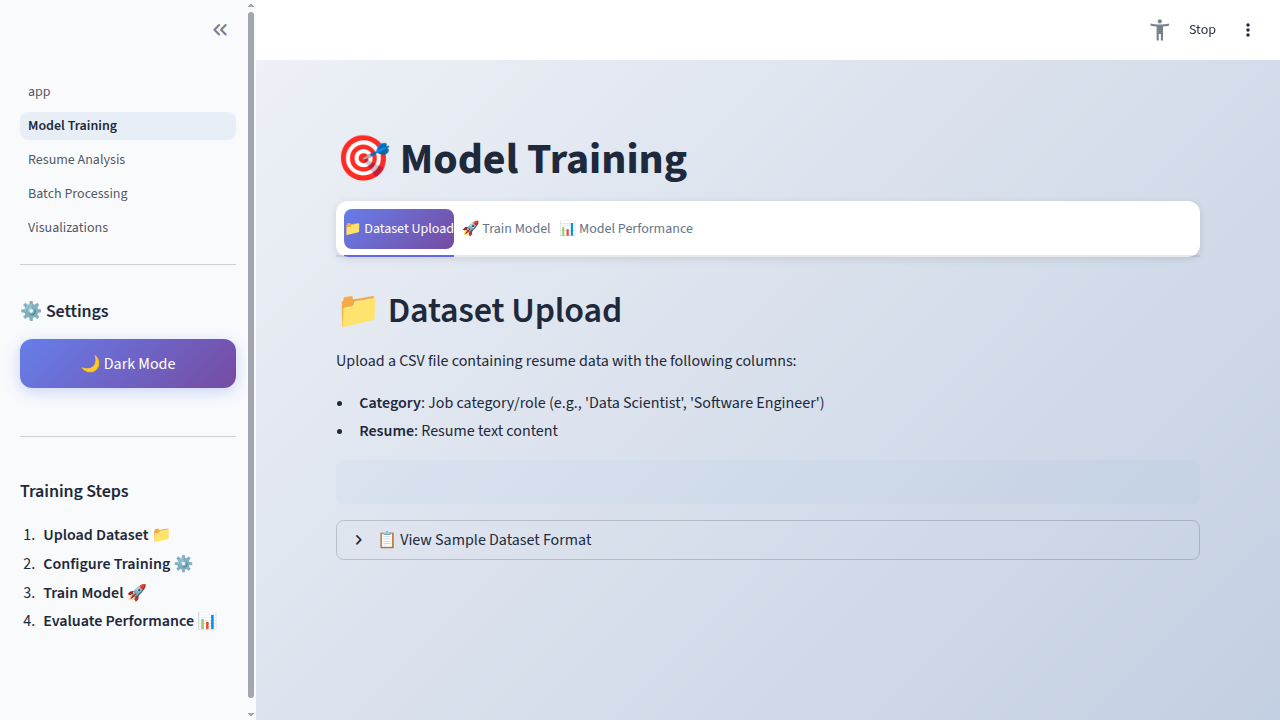 app
Model Training
Resume Analysis
Batch Processing
Visualizations
⚙️ Settings
🌙 Dark Mode
Training Steps
1. Upload Dataset 📁
2. Configure Training ⚙️
3. Train Model 🚀
4. Evaluate Performance 📊
Stop
🎯 Model Training
📁 Dataset Upload 🚀 Train Model 📊 Model Performance
📁 Dataset Upload
Upload a CSV file containing resume data with the following columns:
• Category: Job category/role (e.g., 'Data Scientist', 'Software Engineer')
• Resume: Resume text content
📋 View Sample Dataset Format